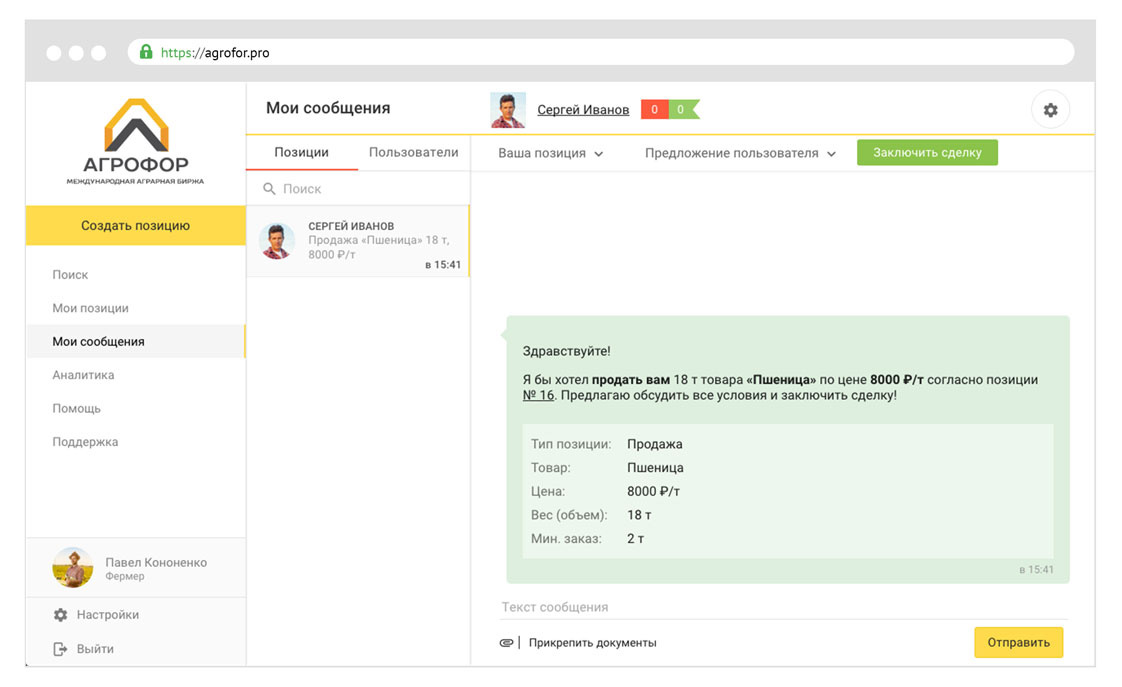 https://agrofor.pro
АГРОФОР
МЕЖДУНАРОДНАЯ АГРАРНАЯ БИРЖА
Создать позицию
Поиск
Мои позиции
Мои сообщения
Аналитика
Помощь
Поддержка
Павел Кононенко
Фермер
Настройки
Выйти
Мои сообщения
Позиции Пользователи
Поиск
СЕРГЕЙ ИВАНОВ
Продажа «Пшеница» 18 т,
8000 ₽/т
в 15:41
Сергей Иванов 0 0
Ваша позиция Предложение пользователя Заключить сделку
Здравствуйте!
Я бы хотел продать вам 18 т товара «Пшеница» по цене 8000 ₽/т согласно позиции
№ 16. Предлагаю обсудить все условия и заключить сделку!
Тип позиции: Продажа
Товар: Пшеница
Цена: 8000 ₽/т
Вес (объем): 18 т
Мин. заказ: 2 т
в 15:41
Текст сообщения
Прикрепить документы
Отправить